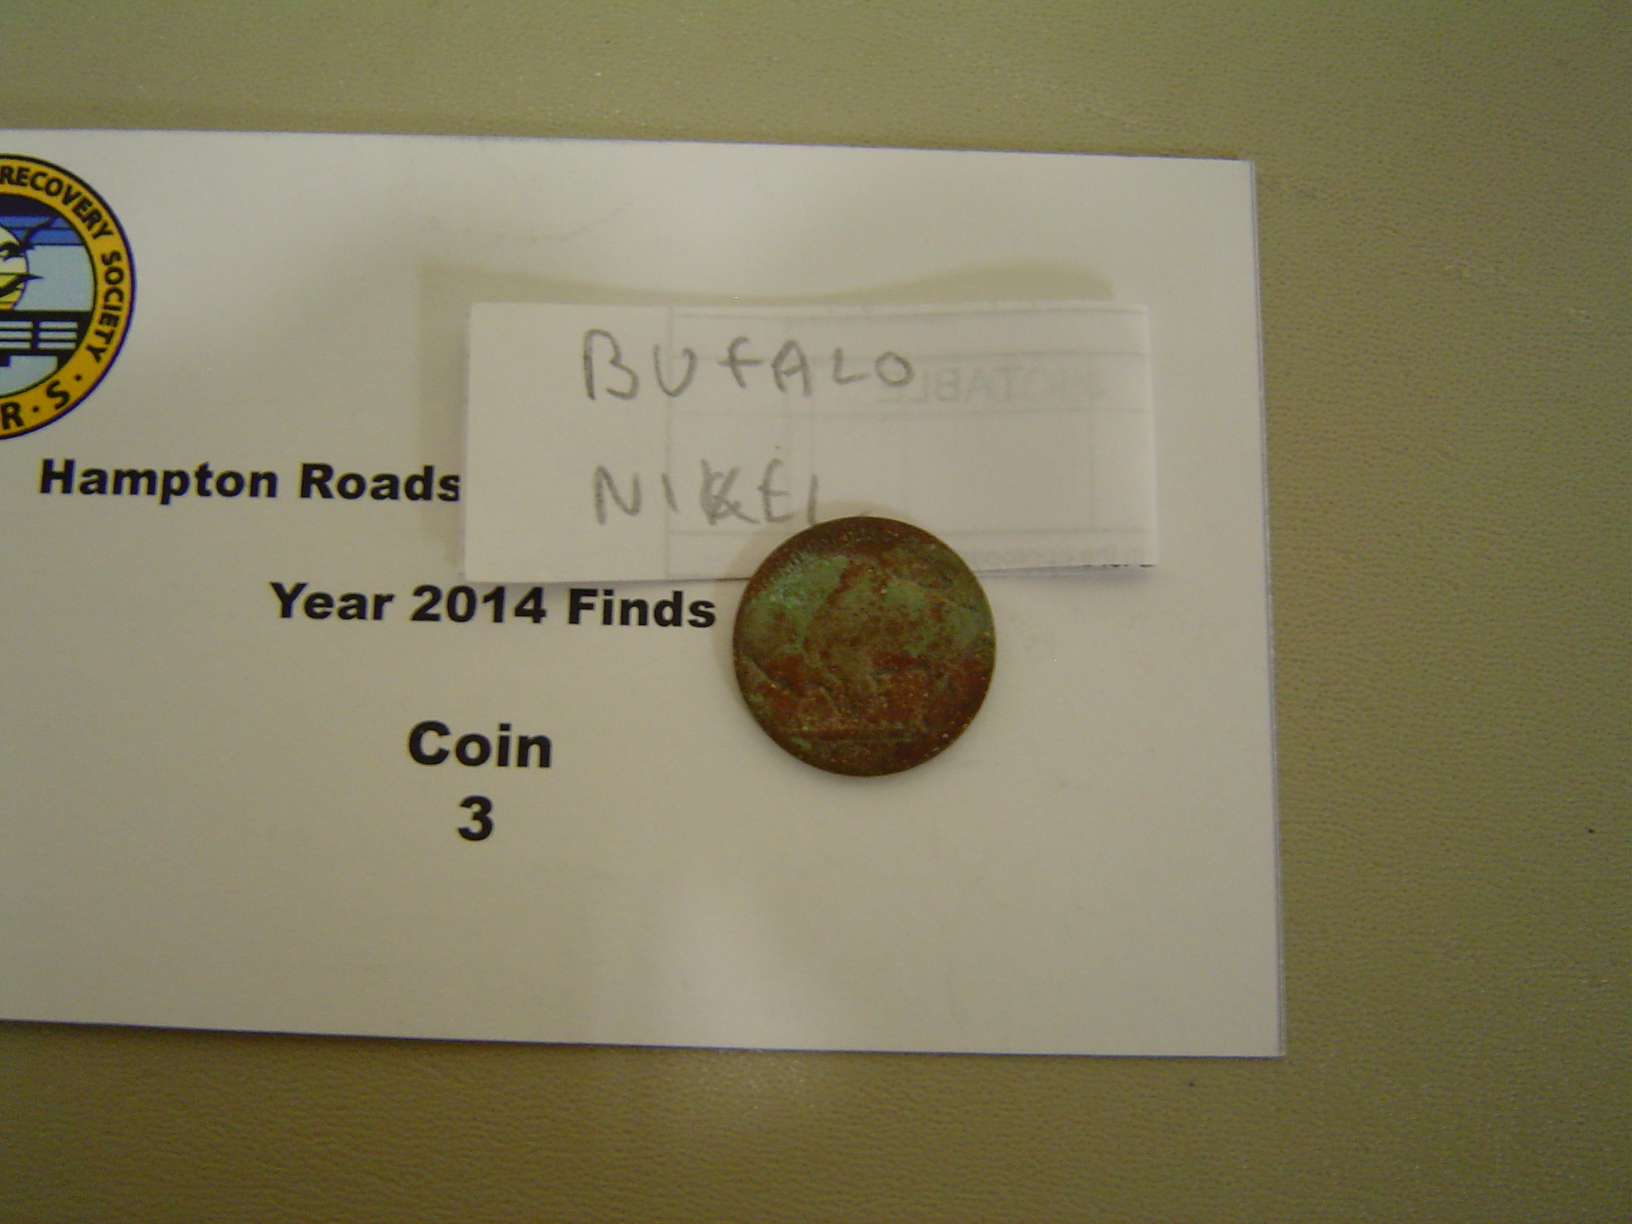 RECOVERY SOCIETY
R · S ·
BUFALO
NIKEL
Hampton Roads
Year 2014 Finds
Coin
3